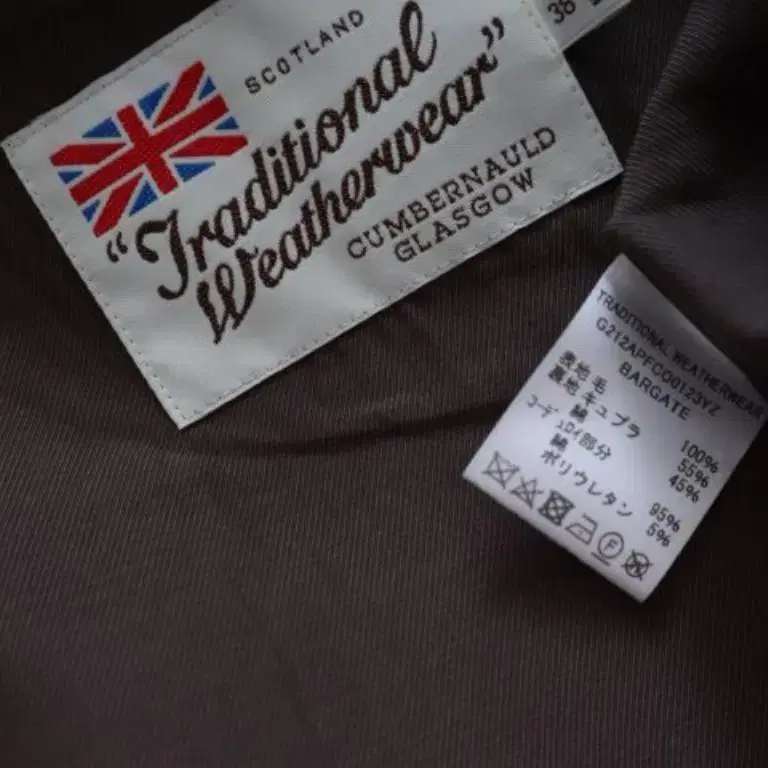 38
SCOTLAND
"Traditional
Weatherwear"
CUMBERNAULD
GLASGOW
TRADITIONAL WEATHERWEAR
G212APFCO0123YZ
BARGATE
表地 毛 100%
裏地 キュプラ 55%
綿 45%
ｺｰﾃﾞｭﾛｲ部分
綿 95%
ポリウレタン 5%
F